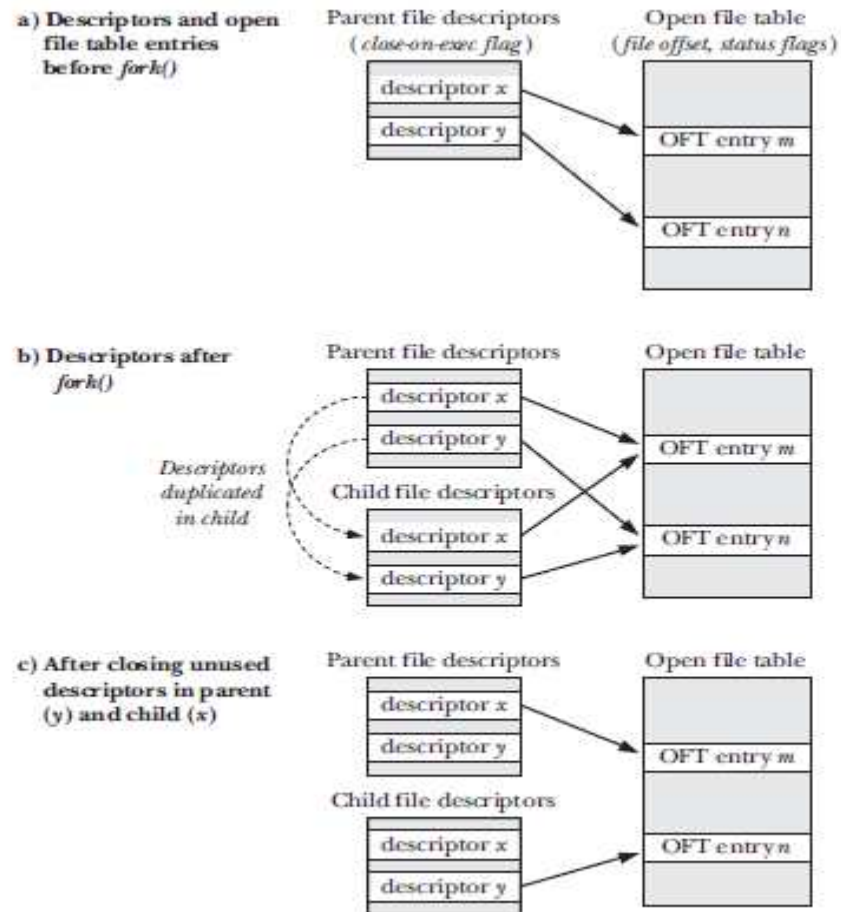 a) Descriptors and open
file table entries
before fork()
Parent file descriptors
(close-on-exec flag)
descriptor x
descriptor y
Open file table
(file offset, status flags)
OFT entry m
OFT entry n
b) Descriptors after
fork()
Descriptors
duplicated
in child
Parent file descriptors
descriptor x
descriptor y
Child file descriptors
descriptor x
descriptor y
Open file table
OFT entry m
OFT entry n
c) After closing unused
descriptors in parent
(y) and child (x)
Parent file descriptors
descriptor x
descriptor y
Child file descriptors
descriptor x
descriptor y
Open file table
OFT entry m
OFT entry n